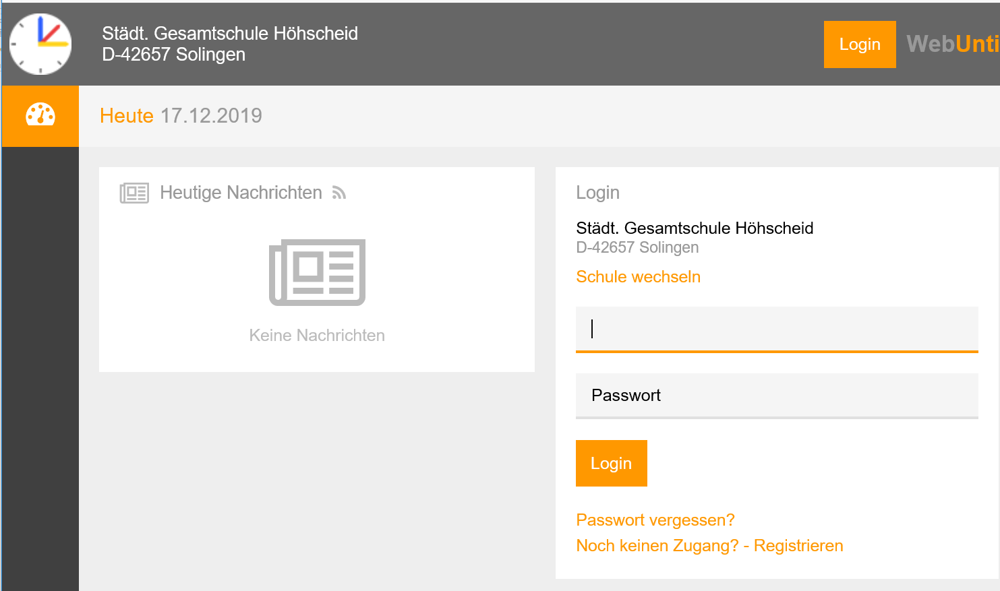 Städt. Gesamtschule Höhscheid
D-42657 Solingen
Login
WebUnti
Heute 17.12.2019
Heutige Nachrichten
Keine Nachrichten
Login
Städt. Gesamtschule Höhscheid
D-42657 Solingen
Schule wechseln
Passwort
Login
Passwort vergessen?
Noch keinen Zugang? - Registrieren